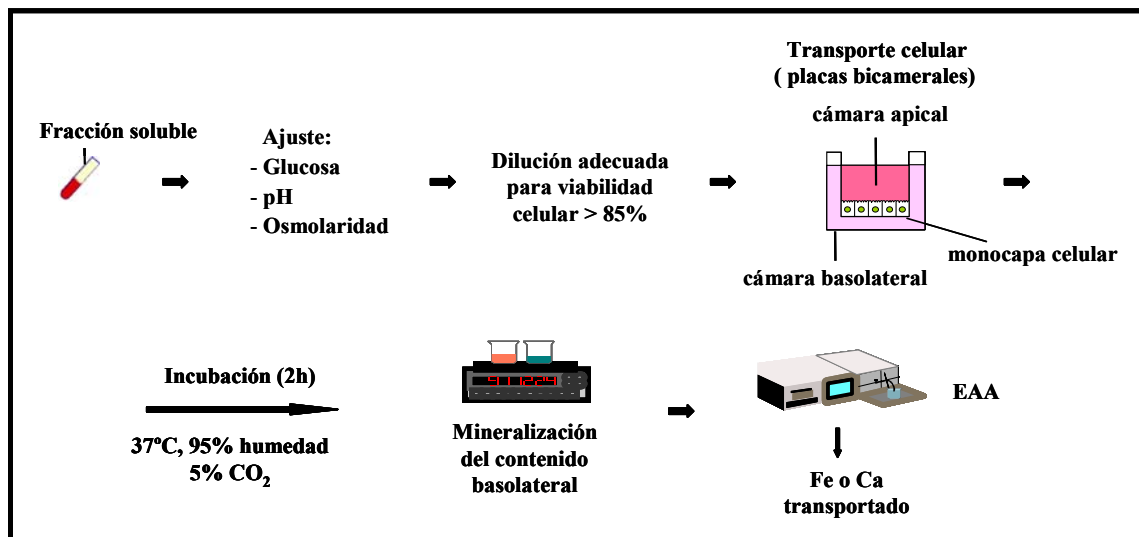 Fracción soluble
Ajuste:
- Glucosa
- pH
- Osmolaridad
Dilución adecuada
para viabilidad
celular > 85%
Transporte celular
( placas bicamerales)
cámara apical
monocapa celular
cámara basolateral
Incubación (2h)
37ºC, 95% humedad
5% CO₂
Mineralización
del contenido
basolateral
EAA
Fe o Ca
transportado